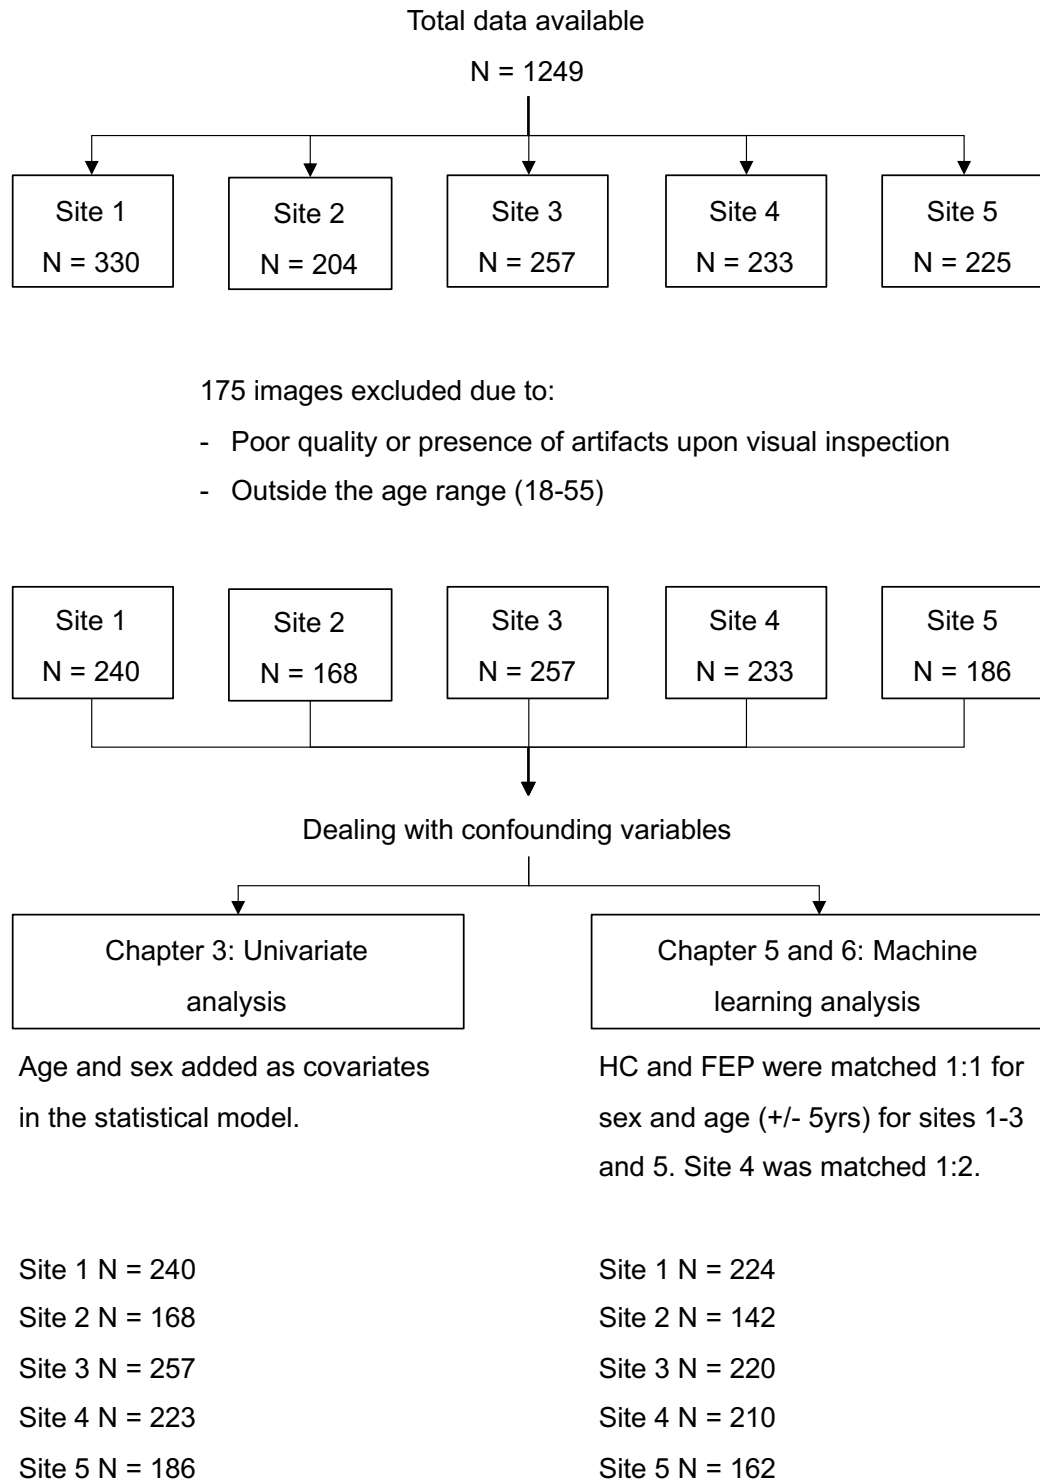 Total data available
N = 1249
Site 1
N = 330
Site 2
N = 204
Site 3
N = 257
Site 4
N = 233
Site 5
N = 225
175 images excluded due to:
- Poor quality or presence of artifacts upon visual inspection
- Outside the age range (18-55)
Site 1
N = 240
Site 2
N = 168
Site 3
N = 257
Site 4
N = 233
Site 5
N = 186
Dealing with confounding variables
Chapter 3: Univariate
analysis
Age and sex added as covariates
in the statistical model.
Site 1 N = 240
Site 2 N = 168
Site 3 N = 257
Site 4 N = 223
Site 5 N = 186
Chapter 5 and 6: Machine
learning analysis
HC and FEP were matched 1:1 for
sex and age (+/- 5yrs) for sites 1-3
and 5. Site 4 was matched 1:2.
Site 1 N = 224
Site 2 N = 142
Site 3 N = 220
Site 4 N = 210
Site 5 N = 162